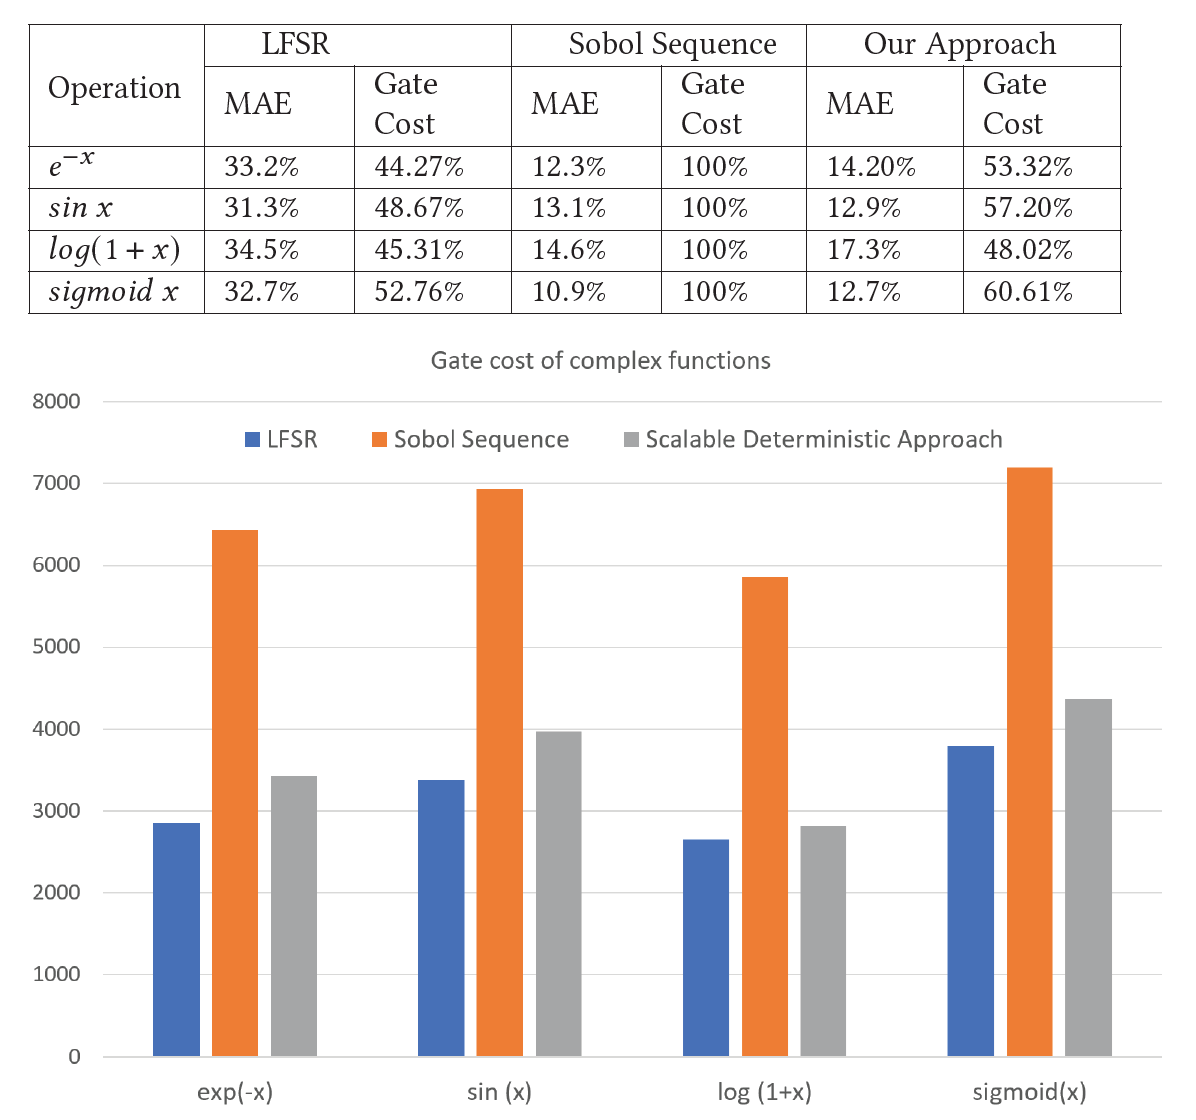 LFSR Sobol Sequence Our Approach
Operation MAE Gate Cost MAE Gate Cost MAE Gate Cost
e^{−x} 33.2% 44.27% 12.3% 100% 14.20% 53.32%
sin x 31.3% 48.67% 13.1% 100% 12.9% 57.20%
log(1 + x) 34.5% 45.31% 14.6% 100% 17.3% 48.02%
sigmoid x 32.7% 52.76% 10.9% 100% 12.7% 60.61%
Gate cost of complex functions
8000
LFSR Sobol Sequence Scalable Deterministic Approach
7000
6000
5000
4000
3000
2000
1000
0
exp(-x) sin (x) log (1+x) sigmoid(x)